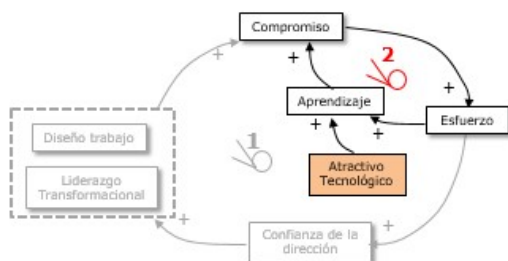 Compromiso
+
+
2
+
Aprendizaje
+
+
Esfuerzo
Diseño trabajo
1
Atractivo
Tecnológico
Liderazgo
Transformacional
+
Confianza de la
dirección
+